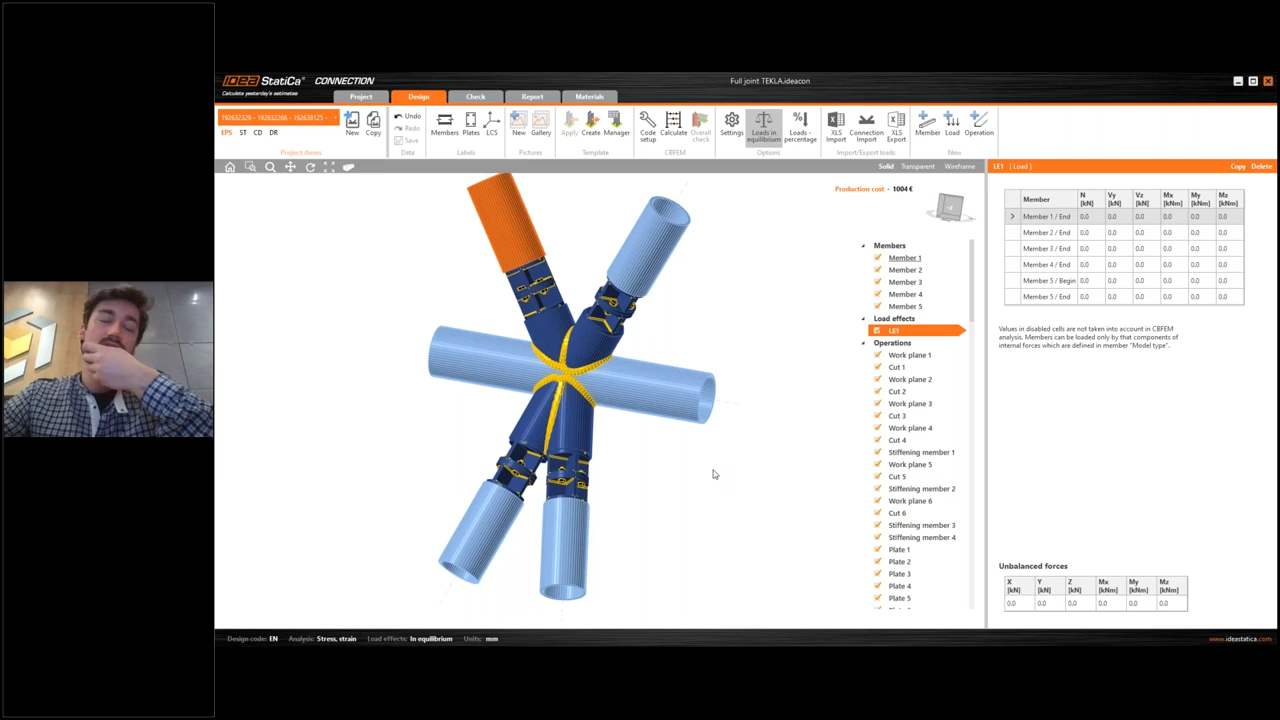 IDEA StatiCa® CONNECTION
Calculate yesterday's estimates
Full joint TEKLA.ideacon
Project
Design
Check
Report
Materials
192632329 - 192632266 - 192638125 -
EPS ST CD DR
Project items
New
Copy
Undo
Redo
Save
Data
Members
Plates
LCS
Labels
New
Gallery
Pictures
Apply
Create
Manager
Template
Code setup
Calculate
Overall check
CBFEM
Settings
Loads in equilibrium
Loads - percentage
Options
XLS Import
Connection Import
XLS Export
Import/Export loads
Member
Load
Operation
New
Solid Transparent Wireframe
LE1 [ Load ]
Copy Delete
Production cost - 1004 €
Members
Member 1
Member 2
Member 3
Member 4
Member 5
Load effects
LE1
Operations
Work plane 1
Cut 1
Work plane 2
Cut 2
Work plane 3
Cut 3
Work plane 4
Cut 4
Stiffening member 1
Work plane 5
Cut 5
Stiffening member 2
Work plane 6
Cut 6
Stiffening member 3
Stiffening member 4
Plate 1
Plate 2
Plate 3
Plate 4
Plate 5
Member N [kN] Vy [kN] Vz [kN] Mx [kNm] My [kNm] Mz [kNm]
> Member 1 / End 0.0 0.0 0.0 0.0 0.0 0.0
Member 2 / End 0.0 0.0 0.0 0.0 0.0 0.0
Member 3 / End 0.0 0.0 0.0 0.0 0.0 0.0
Member 4 / End 0.0 0.0 0.0 0.0 0.0 0.0
Member 5 / Begin 0.0 0.0 0.0 0.0 0.0 0.0
Member 5 / End 0.0 0.0 0.0 0.0 0.0 0.0
Values in disabled cells are not taken into account in CBFEM
analysis. Members can be loaded only by that components of
internal forces which are defined in member "Model type".
Unbalanced forces
X [kN] Y [kN] Z [kN] Mx [kNm] My [kNm] Mz [kNm]
0.0 0.0 0.0 0.0 0.0 0.0
Design code: EN Analysis: Stress, strain Load effects: In equilibrium Units: mm
www.ideastatica.com